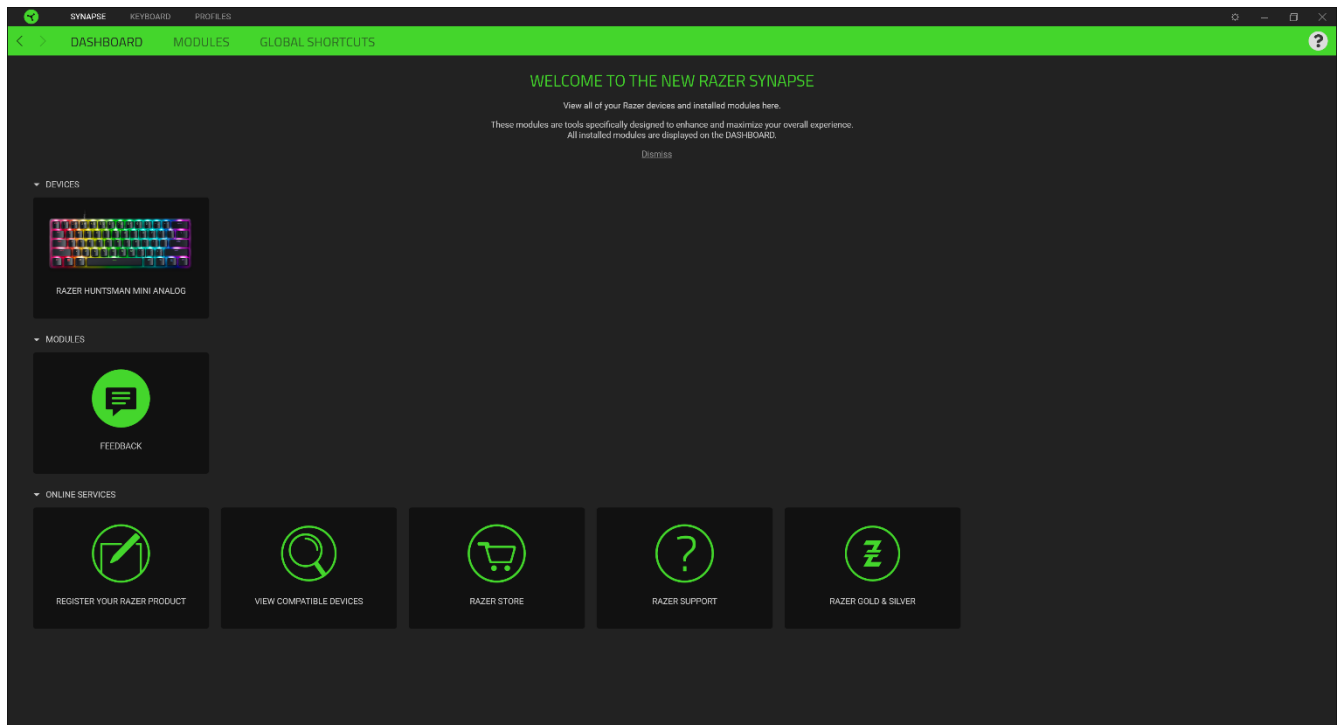 SYNAPSE KEYBOARD PROFILES
DASHBOARD MODULES GLOBAL SHORTCUTS ?
WELCOME TO THE NEW RAZER SYNAPSE
View all of your Razer devices and installed modules here.
These modules are tools specifically designed to enhance and maximize your overall experience.
All installed modules are displayed on the DASHBOARD.
Dismiss
DEVICES
RAZER HUNTSMAN MINI ANALOG
MODULES
FEEDBACK
ONLINE SERVICES
REGISTER YOUR RAZER PRODUCT
VIEW COMPATIBLE DEVICES
RAZER STORE
RAZER SUPPORT
RAZER GOLD & SILVER